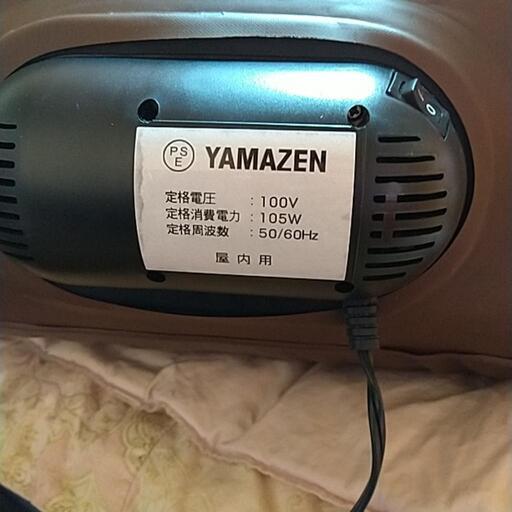 PSE YAMAZEN
定格電圧 : 100V
定格消費電力 : 105W
定格周波数 : 50/60Hz
屋内用